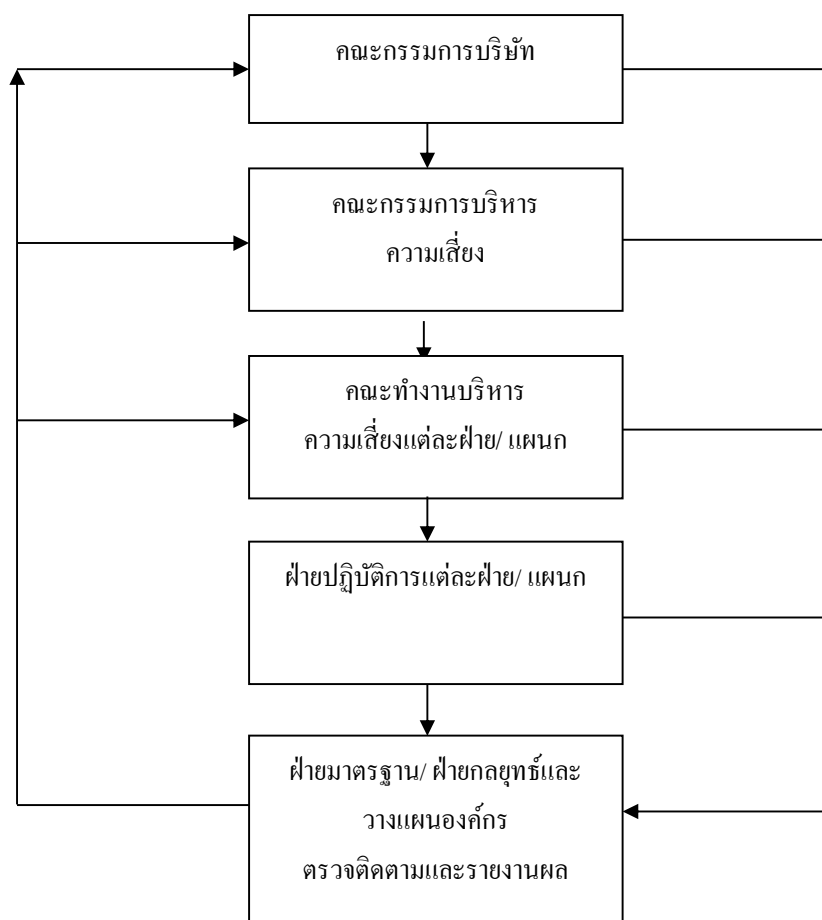 คณะกรรมการบริษัท
คณะกรรมการบริหาร
ความเสี่ยง
คณะทำงานบริหาร
ความเสี่ยงแต่ละฝ่าย/ แผนก
ฝ่ายปฏิบัติการแต่ละฝ่าย/ แผนก
ฝ่ายมาตรฐาน/ ฝ่ายกลยุทธ์และ
วางแผนองค์กร
ตรวจติดตามและรายงานผล